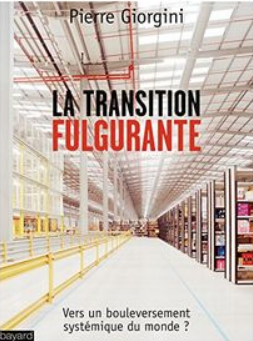 Pierre Giorgini
LA TRANSITION
FULGURANTE
Vers un bouleversement
systémique du monde ?
bayard